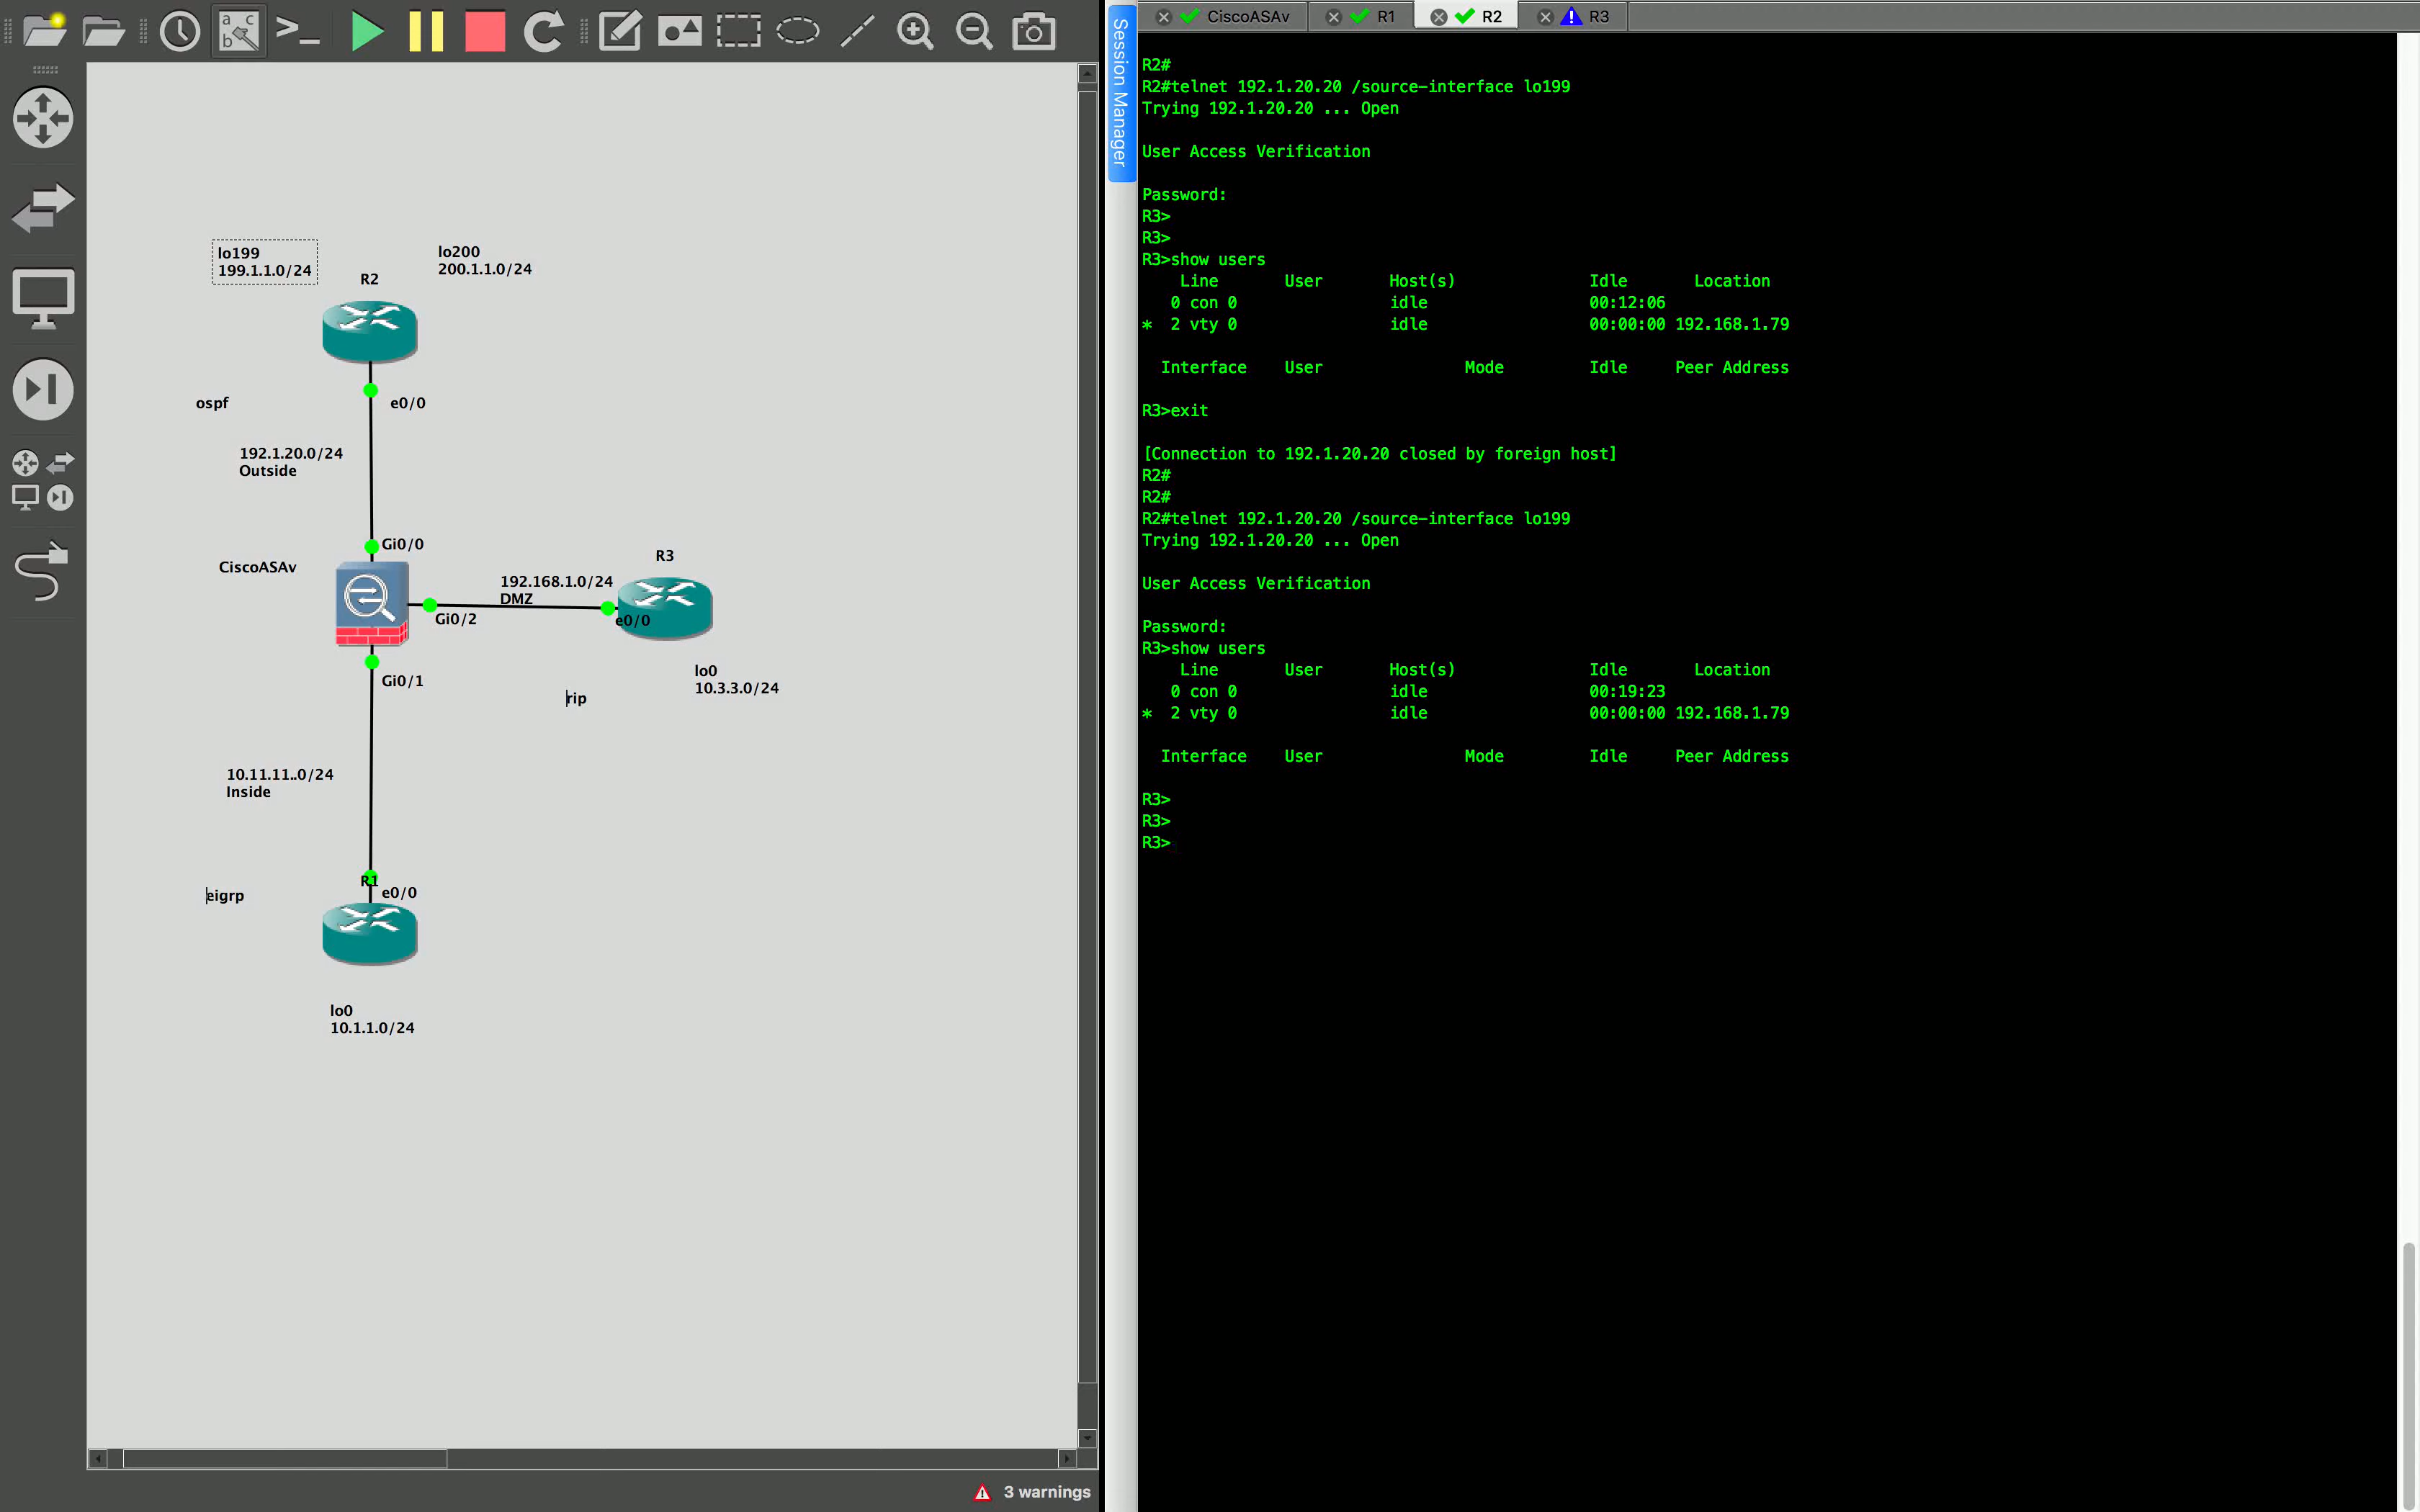 a c
b
>_
lo199
199.1.1.0/24
lo200
200.1.1.0/24
R2
ospf
e0/0
192.1.20.0/24
Outside
Gi0/0
CiscoASAv
R3
192.168.1.0/24
DMZ
Gi0/2
e0/0
Gi0/1
lo0
10.3.3.0/24
rip
10.11.11..0/24
Inside
R1
e0/0
eigrp
lo0
10.1.1.0/24
3 warnings
Session Manager
CiscoASAv
R1
R2
R3
R2#
R2#telnet 192.1.20.20 /source-interface lo199
Trying 192.1.20.20 ... Open
User Access Verification
Password:
R3>
R3>
R3>show users
Line User Host(s) Idle Location
0 con 0 idle 00:12:06
* 2 vty 0 idle 00:00:00 192.168.1.79
Interface User Mode Idle Peer Address
R3>exit
[Connection to 192.1.20.20 closed by foreign host]
R2#
R2#
R2#telnet 192.1.20.20 /source-interface lo199
Trying 192.1.20.20 ... Open
User Access Verification
Password:
R3>show users
Line User Host(s) Idle Location
0 con 0 idle 00:19:23
* 2 vty 0 idle 00:00:00 192.168.1.79
Interface User Mode Idle Peer Address
R3>
R3>
R3>